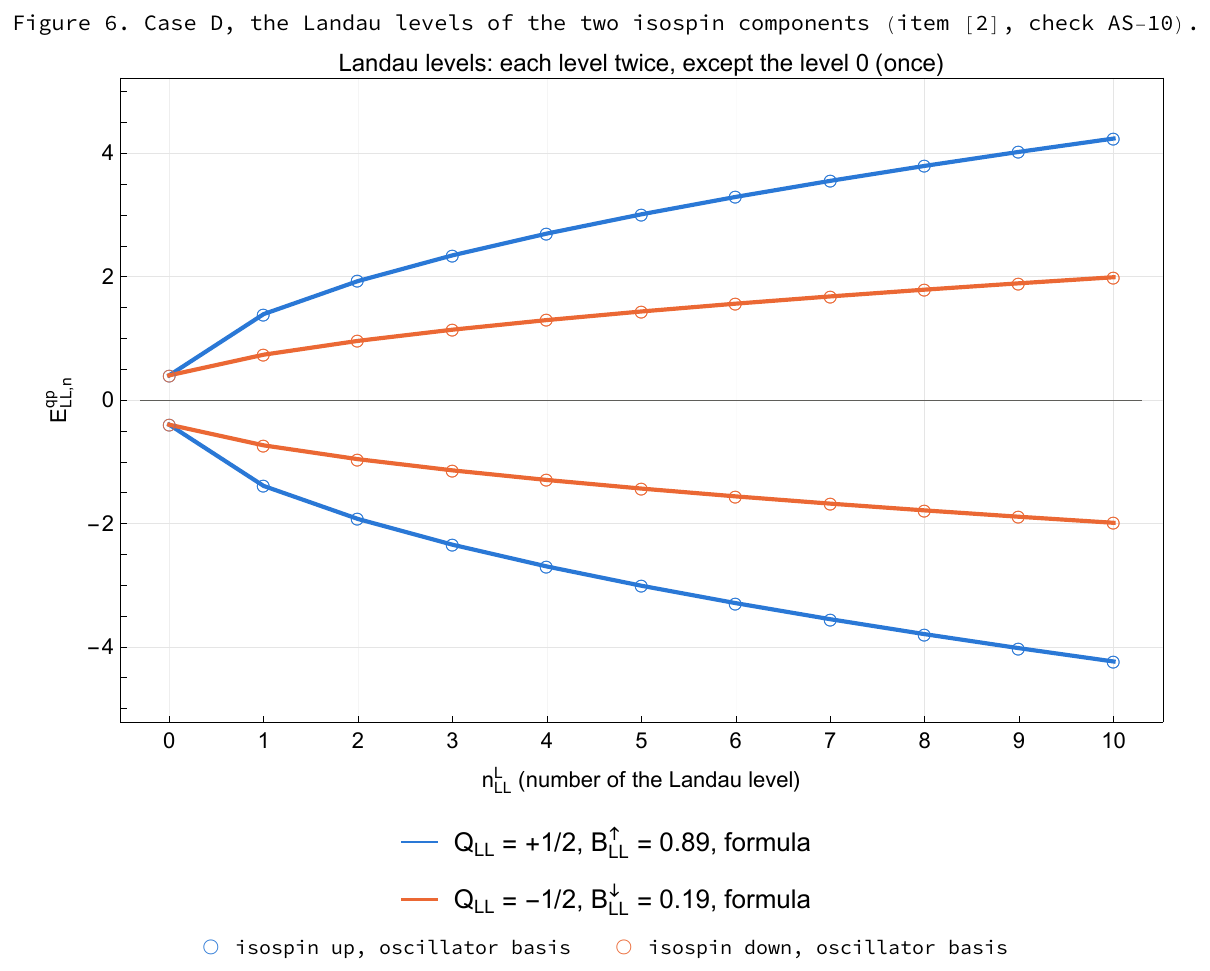 Figure 6. Case D, the Landau levels of the two isospin components (item [2], check AS-10).
Landau levels: each level twice, except the level 0 (once)
E^qp_LL,n
4
2
0
−2
−4
0 1 2 3 4 5 6 7 8 9 10
n^L_LL (number of the Landau level)
Q_LL = +1/2, B^↑_LL = 0.89, formula
Q_LL = −1/2, B^↓_LL = 0.19, formula
isospin up, oscillator basis isospin down, oscillator basis